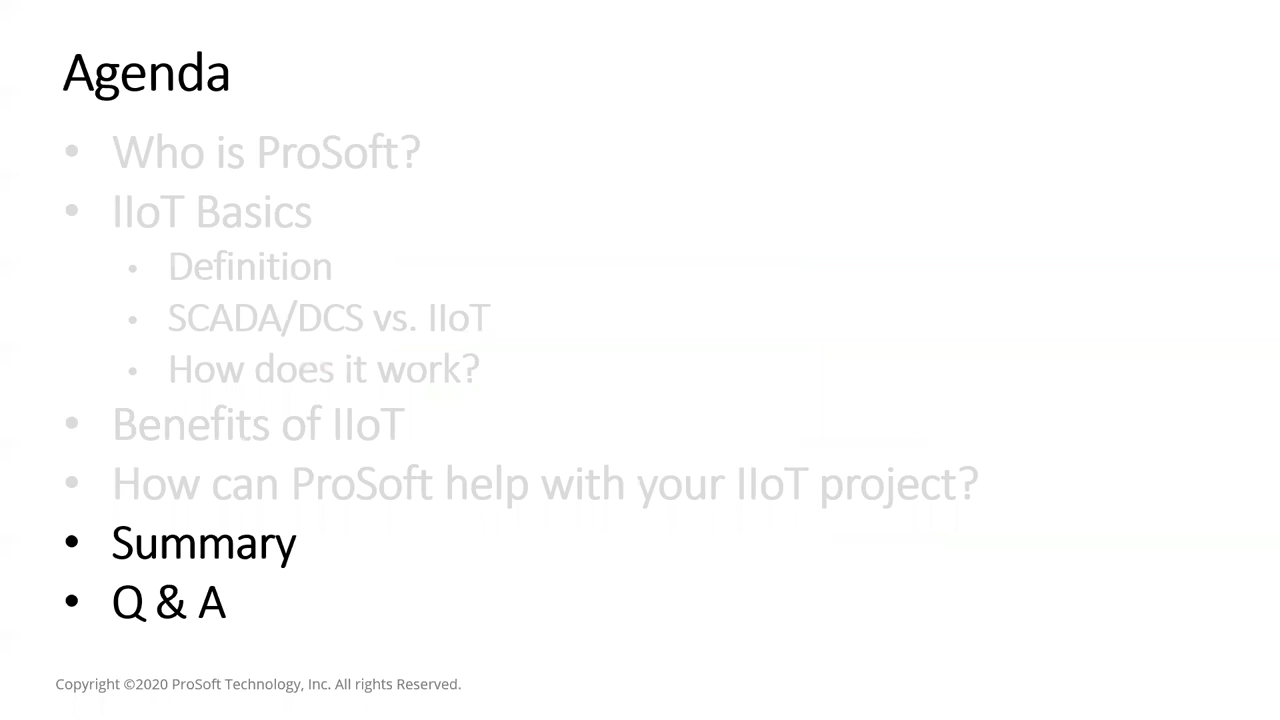 Agenda
• Who is ProSoft?
• IIoT Basics
• Definition
• SCADA/DCS vs. IIoT
• How does it work?
• Benefits of IIoT
• How can ProSoft help with your IIoT project?
• Summary
• Q & A
Copyright ©2020 ProSoft Technology, Inc. All rights Reserved.